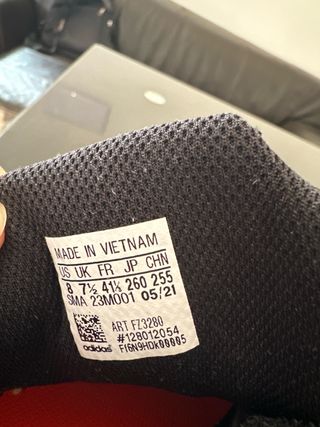 MADE IN VIETNAM
US UK FR JP CHN
8 7½ 41⅓ 260 255
SMA 23M001 05/21
ART FZ3280
#128012054
adidas F16N9HDK00005